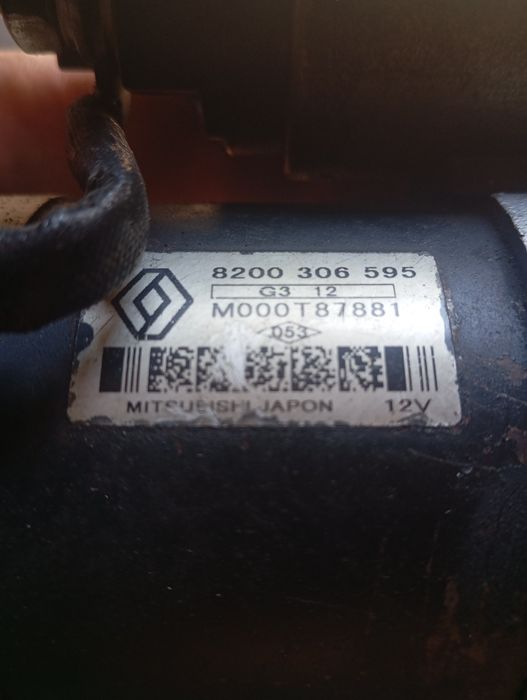 8200 306 595
G3 12
M000T87881
D53
MITSUBISHI JAPON 12V